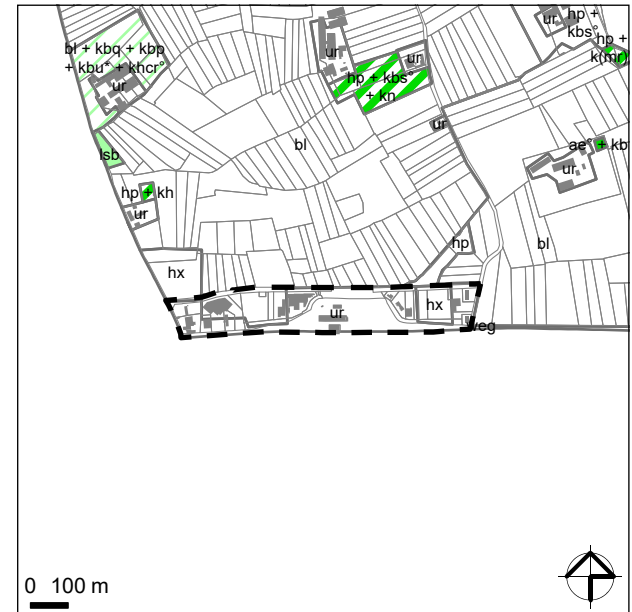 bl + kbq + kbp
+ kbu* + khcr°
ur
ur
ur
hp + kbs°
+ kn
ur
hp +
kbs°
hp +
k(mr)
ur
lsb
bl
ae° + kb
ur
hp + kh
ur
hp
bl
hx
ur
hx
veg
0 100 m